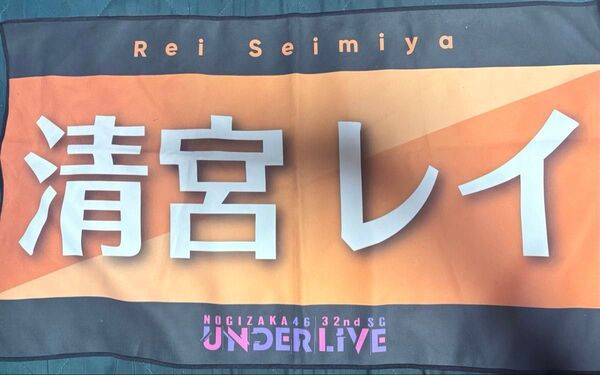 Rei Seimiya
清宮レイ
NOGIZAKA46 32nd SG
UNDER LIVE